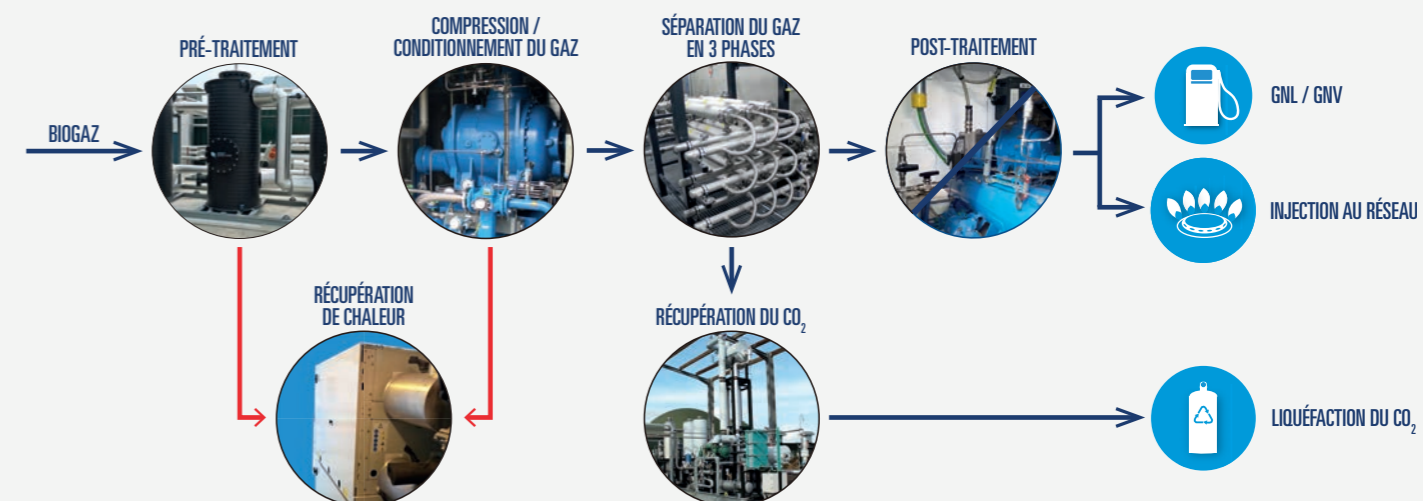 BIOGAZ
PRÉ-TRAITEMENT
COMPRESSION /
CONDITIONNEMENT DU GAZ
SÉPARATION DU GAZ
EN 3 PHASES
POST-TRAITEMENT
GNL / GNV
INJECTION AU RÉSEAU
RÉCUPÉRATION
DE CHALEUR
RÉCUPÉRATION DU CO₂
LIQUÉFACTION DU CO₂